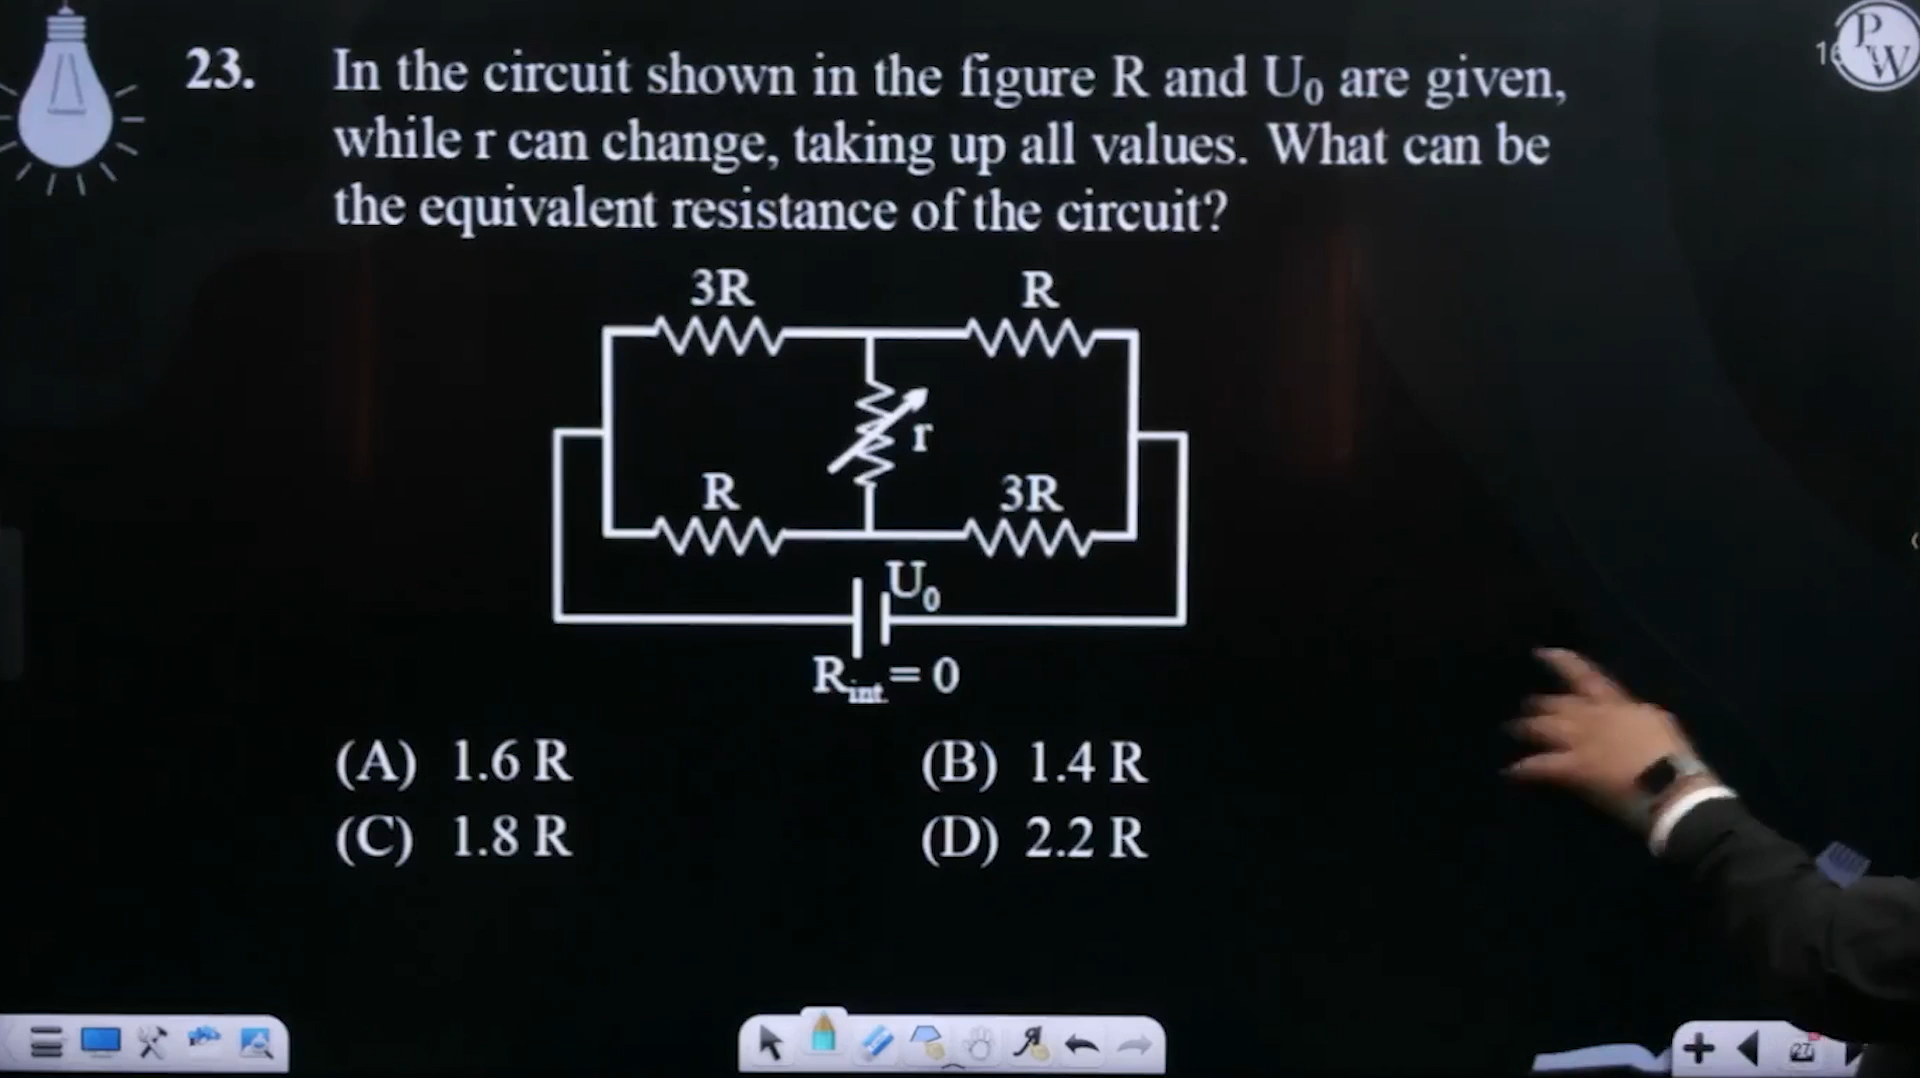 23. In the circuit shown in the figure R and U₀ are given,
while r can change, taking up all values. What can be
the equivalent resistance of the circuit?
3R R
r
R 3R
U₀
R_int. = 0
(A) 1.6 R (B) 1.4 R
(C) 1.8 R (D) 2.2 R
PW
27